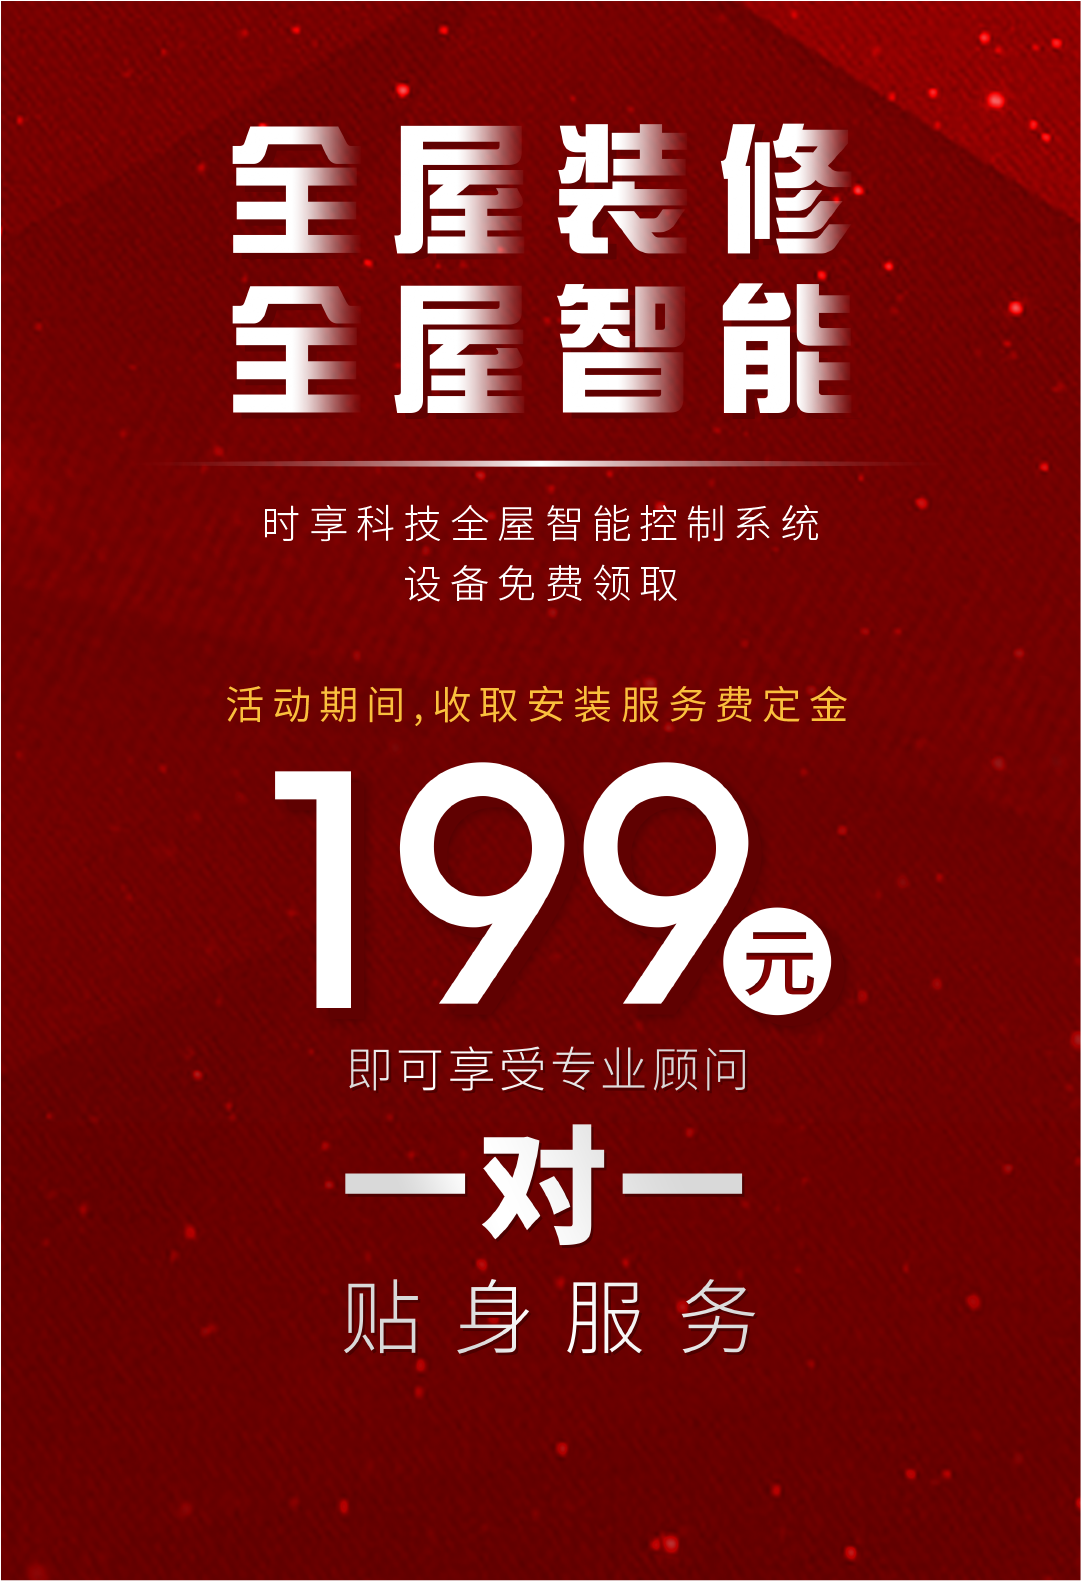 全屋装修
全屋智能
时享科技全屋智能控制系统
设备免费领取
活动期间,收取安装服务费定金
199元
即可享受专业顾问
一对一
贴身服务